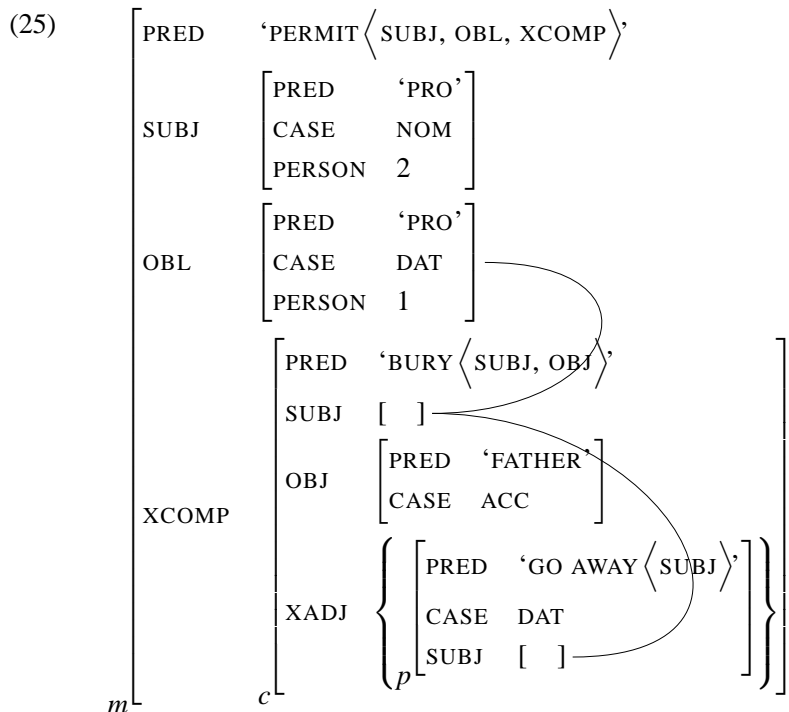 (25)
PRED ‘PERMIT⟨SUBJ, OBL, XCOMP⟩’
PRED ‘PRO’
SUBJ CASE NOM
PERSON 2
PRED ‘PRO’
OBL CASE DAT
PERSON 1
PRED ‘BURY⟨SUBJ, OBJ⟩’
SUBJ [ ]
PRED ‘FATHER’
OBJ
CASE ACC
XCOMP
PRED ‘GO AWAY⟨SUBJ⟩’
XADJ CASE DAT
SUBJ [ ]
p
m c